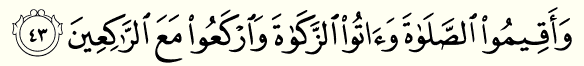 وَأَقِيمُوا۟ ٱلصَّلَوٰةَ وَءَاتُوا۟ ٱلزَّكَوٰةَ وَٱرْكَعُوا۟ مَعَ ٱلرَّٰكِعِينَ ٤٣